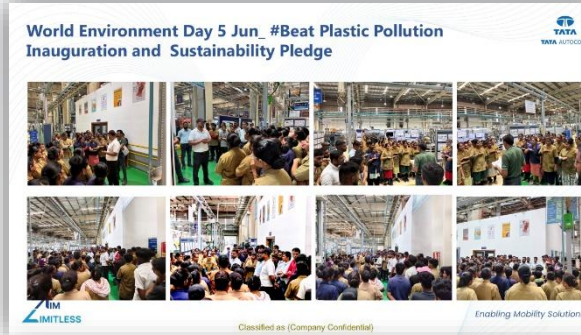 World Environment Day 5 Jun_ #Beat Plastic Pollution
Inauguration and Sustainability Pledge
TATA
TATA AUTOCO
AIM
LIMITLESS
Enabling Mobility Solution
Classified as (Company Confidential)